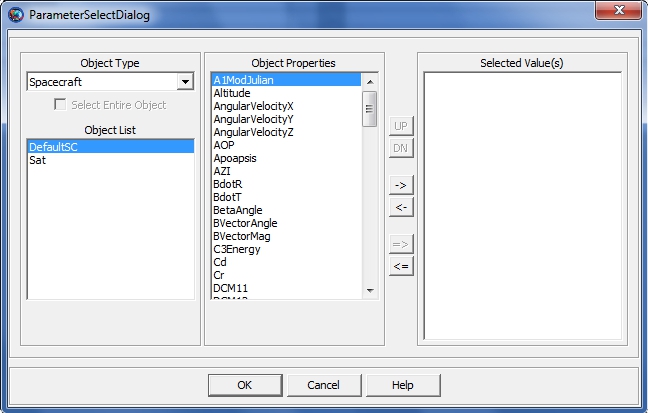 ParameterSelectDialog
Object Type
Spacecraft
Select Entire Object
Object List
DefaultSC
Sat
Object Properties
A1ModJulian
Altitude
AngularVelocityX
AngularVelocityY
AngularVelocityZ
AOP
Apoapsis
AZI
BdotR
BdotT
BetaAngle
BVectorAngle
BVectorMag
C3Energy
Cd
Cr
DCM11
UP
DN
->
<-
=>
<=
Selected Value(s)
OK
Cancel
Help